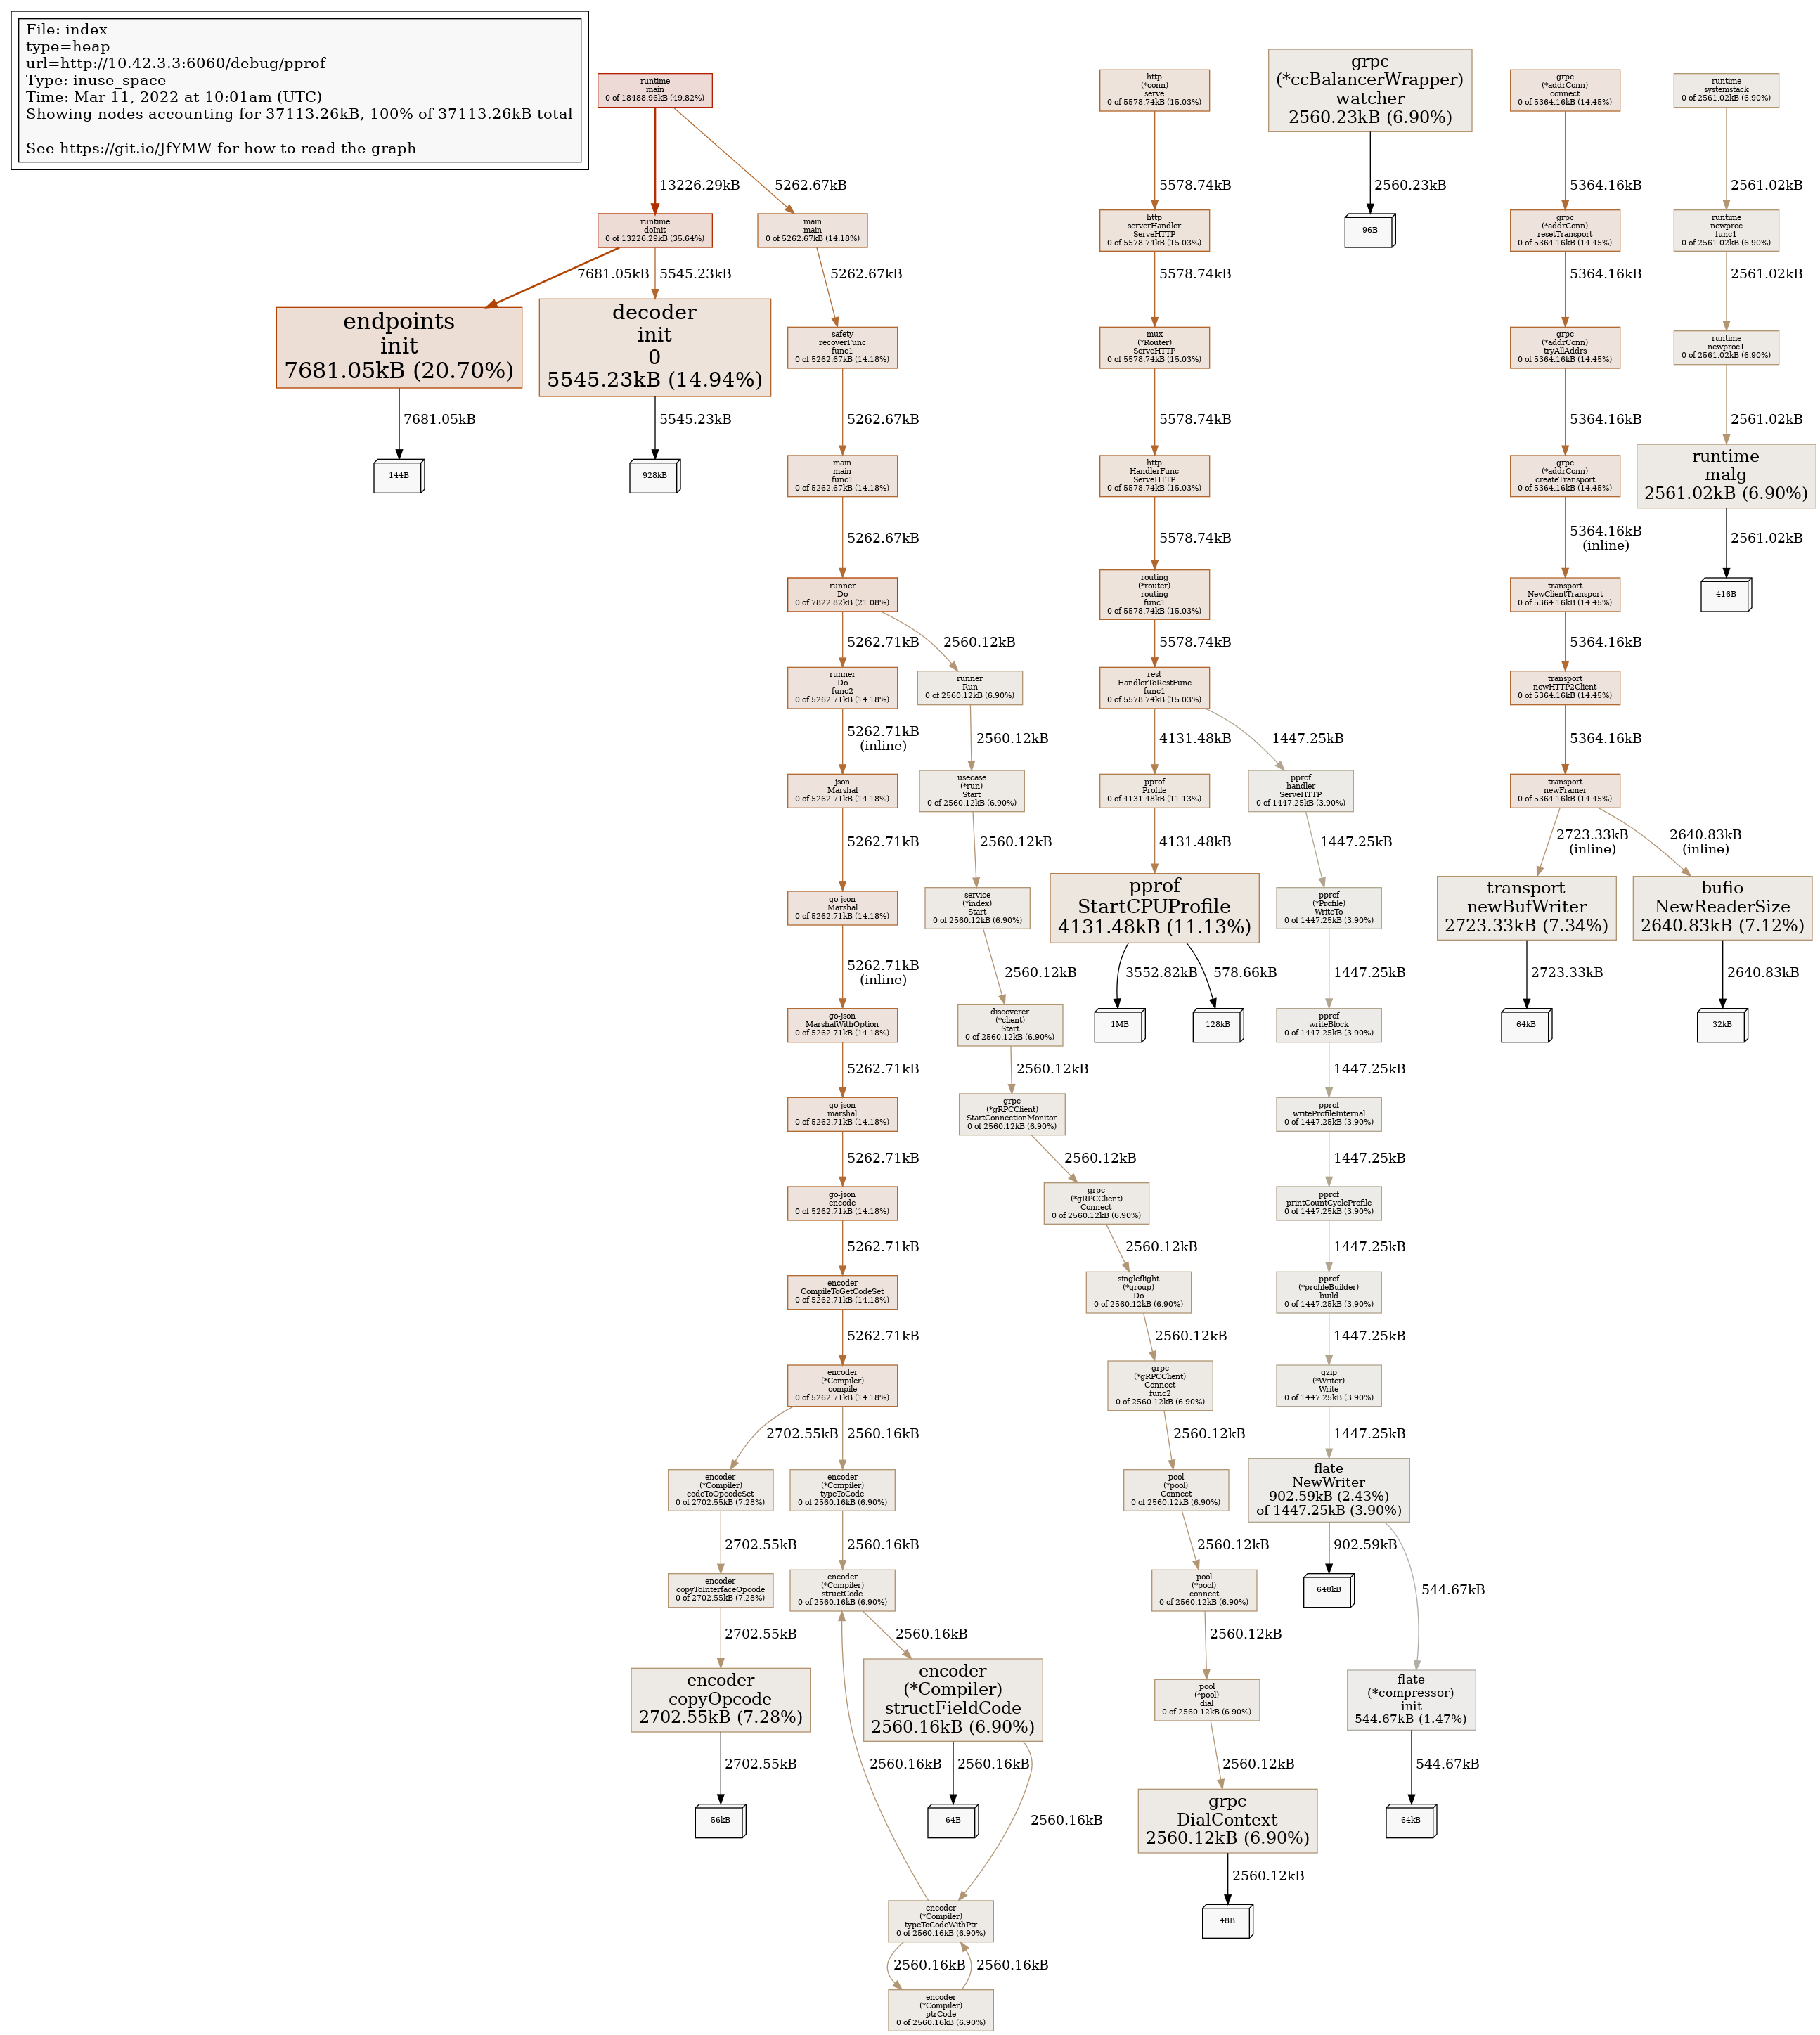 File: index
type=heap
url=http://10.42.3.3:6060/debug/pprof
Type: inuse_space
Time: Mar 11, 2022 at 10:01am (UTC)
Showing nodes accounting for 37113.26kB, 100% of 37113.26kB total
See https://git.io/JfYMW for how to read the graph
runtime
main
0 of 18488.96kB (49.82%)
13226.29kB
5262.67kB
runtime
doInit
0 of 13226.29kB (35.64%)
7681.05kB
5545.23kB
endpoints
init
7681.05kB (20.70%)
7681.05kB
144B
decoder
init
0
5545.23kB (14.94%)
5545.23kB
928kB
main
main
0 of 5262.67kB (14.18%)
5262.67kB
safety
recoverFunc
func1
0 of 5262.67kB (14.18%)
5262.67kB
main
main
func1
0 of 5262.67kB (14.18%)
5262.67kB
runner
Do
0 of 7822.82kB (21.08%)
5262.71kB
2560.12kB
runner
Do
func2
0 of 5262.71kB (14.18%)
5262.71kB
(inline)
json
Marshal
0 of 5262.71kB (14.18%)
5262.71kB
go-json
Marshal
0 of 5262.71kB (14.18%)
5262.71kB
(inline)
go-json
MarshalWithOption
0 of 5262.71kB (14.18%)
5262.71kB
go-json
marshal
0 of 5262.71kB (14.18%)
5262.71kB
go-json
encode
0 of 5262.71kB (14.18%)
5262.71kB
encoder
CompileToGetCodeSet
0 of 5262.71kB (14.18%)
5262.71kB
encoder
(*Compiler)
compile
0 of 5262.71kB (14.18%)
2702.55kB
2560.16kB
encoder
(*Compiler)
codeToOpcodeSet
0 of 2702.55kB (7.28%)
2702.55kB
encoder
copyToInterfaceOpcode
0 of 2702.55kB (7.28%)
2702.55kB
encoder
copyOpcode
2702.55kB (7.28%)
2702.55kB
56kB
encoder
(*Compiler)
typeToCode
0 of 2560.16kB (6.90%)
2560.16kB
encoder
(*Compiler)
structCode
0 of 2560.16kB (6.90%)
2560.16kB
encoder
(*Compiler)
structFieldCode
2560.16kB (6.90%)
2560.16kB
2560.16kB
64B
2560.16kB
encoder
(*Compiler)
typeToCodeWithPtr
0 of 2560.16kB (6.90%)
2560.16kB
2560.16kB
encoder
(*Compiler)
ptrCode
0 of 2560.16kB (6.90%)
runner
Run
0 of 2560.12kB (6.90%)
2560.12kB
usecase
(*run)
Start
0 of 2560.12kB (6.90%)
2560.12kB
service
(*index)
Start
0 of 2560.12kB (6.90%)
2560.12kB
discoverer
(*client)
Start
0 of 2560.12kB (6.90%)
2560.12kB
grpc
(*gRPCClient)
StartConnectionMonitor
0 of 2560.12kB (6.90%)
2560.12kB
grpc
(*gRPCClient)
Connect
0 of 2560.12kB (6.90%)
2560.12kB
singleflight
(*group)
Do
0 of 2560.12kB (6.90%)
2560.12kB
grpc
(*gRPCClient)
Connect
func2
0 of 2560.12kB (6.90%)
2560.12kB
pool
(*pool)
Connect
0 of 2560.12kB (6.90%)
2560.12kB
pool
(*pool)
connect
0 of 2560.12kB (6.90%)
2560.12kB
pool
(*pool)
dial
0 of 2560.12kB (6.90%)
2560.12kB
grpc
DialContext
2560.12kB (6.90%)
2560.12kB
48B
http
(*conn)
serve
0 of 5578.74kB (15.03%)
5578.74kB
http
serverHandler
ServeHTTP
0 of 5578.74kB (15.03%)
5578.74kB
mux
(*Router)
ServeHTTP
0 of 5578.74kB (15.03%)
5578.74kB
http
HandlerFunc
ServeHTTP
0 of 5578.74kB (15.03%)
5578.74kB
routing
(*router)
routing
func1
0 of 5578.74kB (15.03%)
5578.74kB
rest
HandlerToRestFunc
func1
0 of 5578.74kB (15.03%)
4131.48kB
1447.25kB
pprof
Profile
0 of 4131.48kB (11.13%)
4131.48kB
pprof
StartCPUProfile
4131.48kB (11.13%)
3552.82kB
578.66kB
1MB
128kB
pprof
handler
ServeHTTP
0 of 1447.25kB (3.90%)
1447.25kB
pprof
(*Profile)
WriteTo
0 of 1447.25kB (3.90%)
1447.25kB
pprof
writeBlock
0 of 1447.25kB (3.90%)
1447.25kB
pprof
writeProfileInternal
0 of 1447.25kB (3.90%)
1447.25kB
pprof
printCountCycleProfile
0 of 1447.25kB (3.90%)
1447.25kB
pprof
(*profileBuilder)
build
0 of 1447.25kB (3.90%)
1447.25kB
gzip
(*Writer)
Write
0 of 1447.25kB (3.90%)
1447.25kB
flate
NewWriter
902.59kB (2.43%)
of 1447.25kB (3.90%)
902.59kB
648kB
544.67kB
flate
(*compressor)
init
544.67kB (1.47%)
544.67kB
64kB
grpc
(*ccBalancerWrapper)
watcher
2560.23kB (6.90%)
2560.23kB
96B
grpc
(*addrConn)
connect
0 of 5364.16kB (14.45%)
5364.16kB
grpc
(*addrConn)
resetTransport
0 of 5364.16kB (14.45%)
5364.16kB
grpc
(*addrConn)
tryAllAddrs
0 of 5364.16kB (14.45%)
5364.16kB
grpc
(*addrConn)
createTransport
0 of 5364.16kB (14.45%)
5364.16kB
(inline)
transport
NewClientTransport
0 of 5364.16kB (14.45%)
5364.16kB
transport
newHTTP2Client
0 of 5364.16kB (14.45%)
5364.16kB
transport
newFramer
0 of 5364.16kB (14.45%)
2723.33kB
(inline)
2640.83kB
(inline)
transport
newBufWriter
2723.33kB (7.34%)
2723.33kB
64kB
bufio
NewReaderSize
2640.83kB (7.12%)
2640.83kB
32kB
runtime
systemstack
0 of 2561.02kB (6.90%)
2561.02kB
runtime
newproc
func1
0 of 2561.02kB (6.90%)
2561.02kB
runtime
newproc1
0 of 2561.02kB (6.90%)
2561.02kB
runtime
malg
2561.02kB (6.90%)
2561.02kB
416B